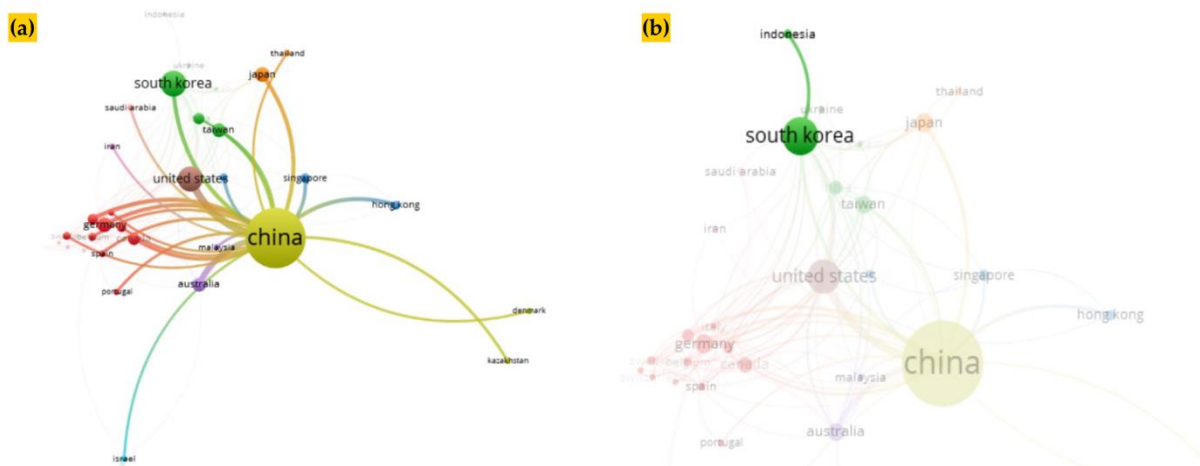 (a)
indonesia
thailand
ukraine
japan
south korea
saudi arabia
taiwan
iran
united states
singapore
hong kong
germany
china
canada
malaysia
spain
australia
portugal
denmark
kazakhstan
israel
(b)
indonesia
thailand
ukraine
japan
south korea
saudi arabia
taiwan
iran
united states
singapore
hong kong
italy
germany
canada
china
malaysia
spain
australia
portugal